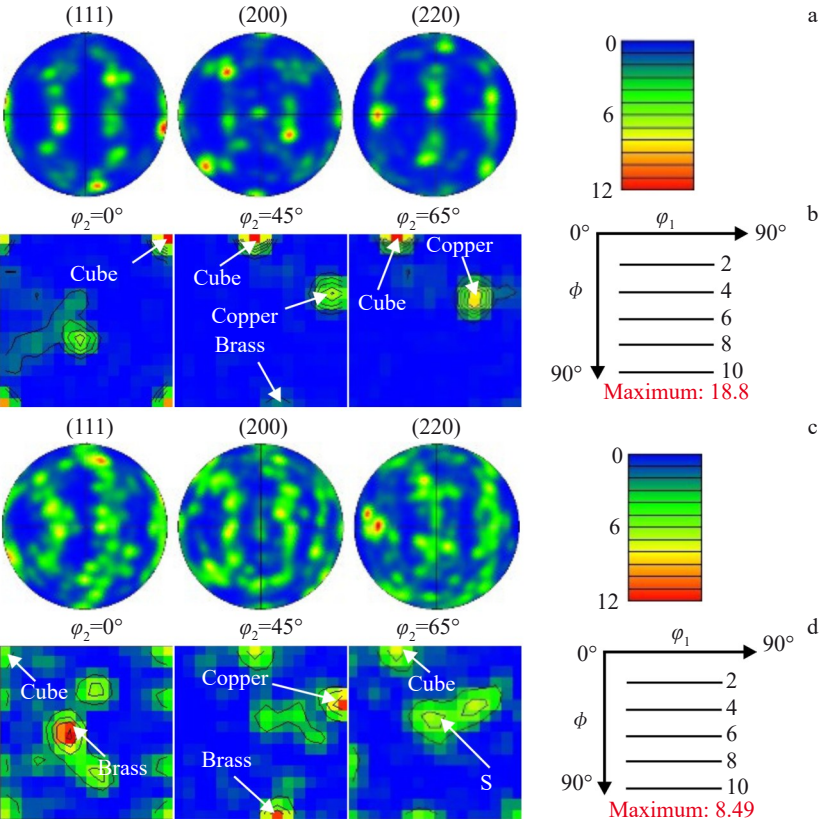 (111) (200) (220) a
0
6
12
φ2=0° φ2=45° φ2=65° φ1 b
0° 90°
Cube Cube Copper Cube Copper
Brass
ϕ
2
4
6
8
10
90°
Maximum: 18.8
(111) (200) (220) c
0
6
12
φ2=0° φ2=45° φ2=65° φ1 d
0° 90°
Cube Copper Cube
Brass Brass S
ϕ
2
4
6
8
10
90°
Maximum: 8.49